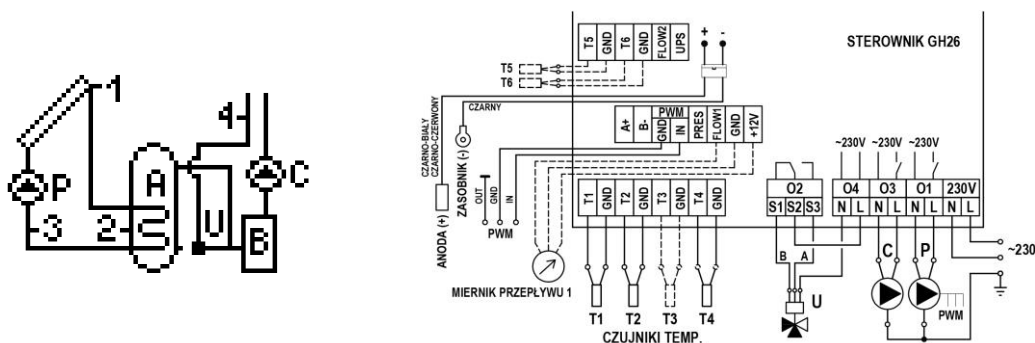 1
4
P
A
C
3
2
U
B
+ -
STEROWNIK GH26
T5 GND T6 GND FLOW2 UPS
T5
T6
CZARNO-BIAŁY
CZARNO-CZERWONY
CZARNY
ZASOBNIK (-)
ANODA (+)
A+ B- PWM GND IN PRES FLOW1 GND +12V
OUT GND IN
PWM
MIERNIK PRZEPŁYWU 1
T1 GND T2 GND T3 GND T4 GND
T1 T2 T3 T4
CZUJNIKI TEMP.
~230V ~230V ~230V
O2 O4 O3 O1 230V
S1 S2 S3 N L N L N L N L
B A
U
C P
PWM
~230